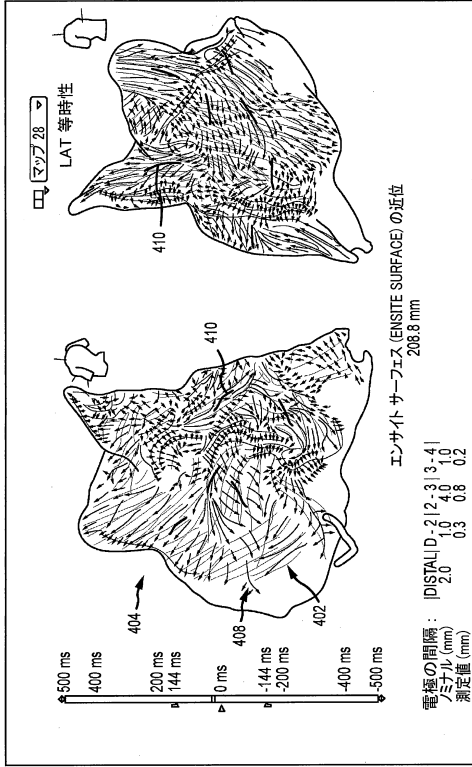 マップ 28
LAT 等時性
500 ms
400 ms
200 ms
144 ms
0 ms
-144 ms
-200 ms
-400 ms
-500 ms
404
408
402
410
410
エンサイト サーフェス (ENSITE SURFACE) の近位
208.8 mm
電極の間隔： |DISTAL| D - 2 | 2 - 3 | 3 - 4 |
ノミナル (mm) 2.0 1.0 4.0 1.0
測定値 (mm) 0.3 0.8 0.2